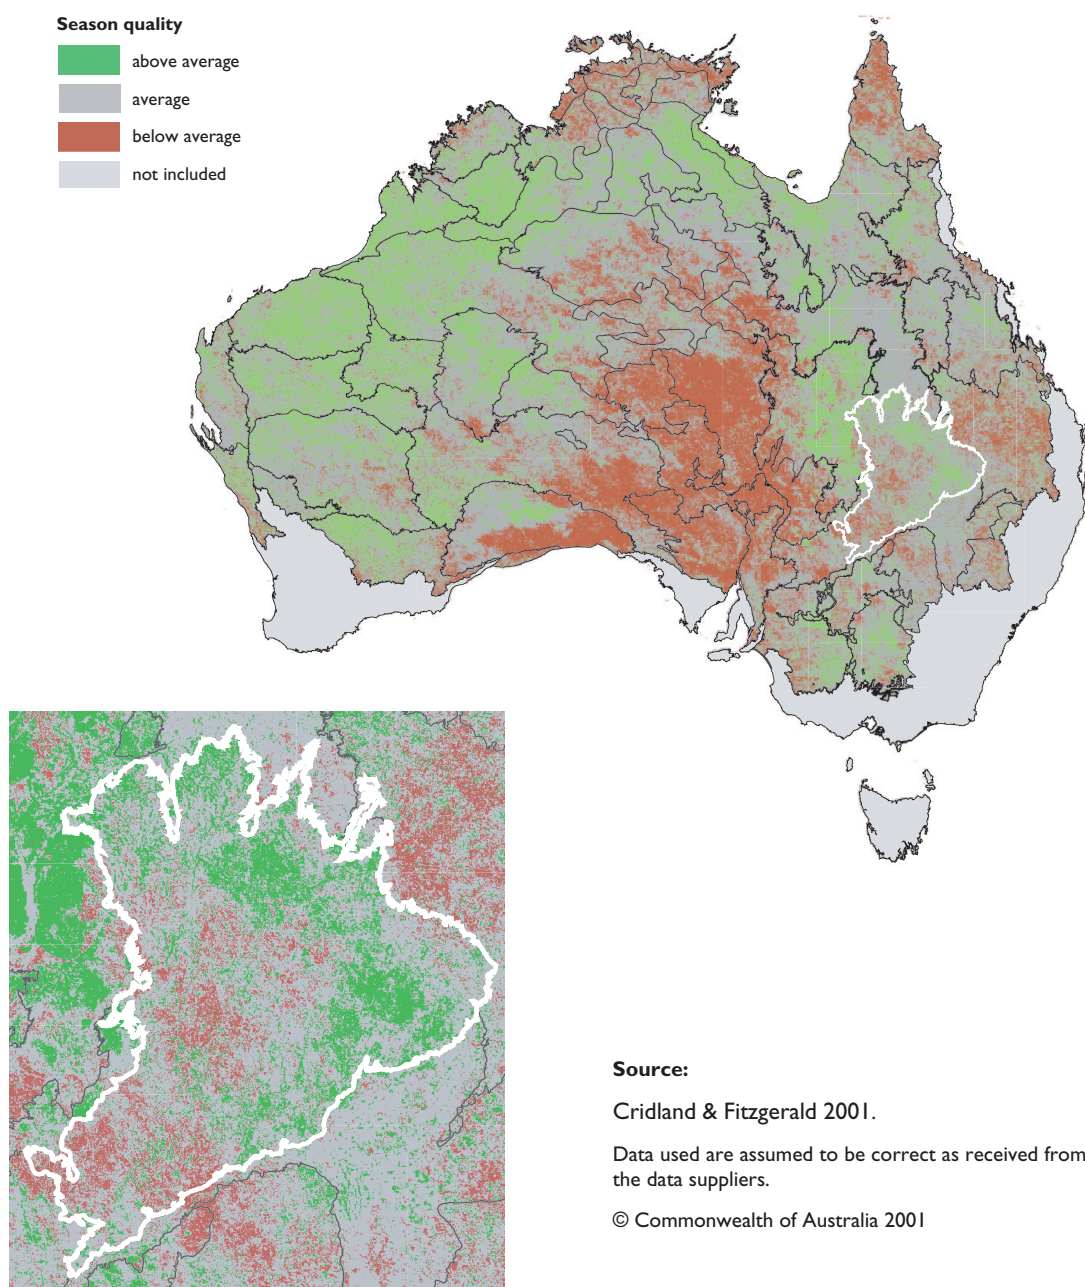 Season quality
above average
average
below average
not included
Source:
Cridland & Fitzgerald 2001.
Data used are assumed to be correct as received from
the data suppliers.
© Commonwealth of Australia 2001